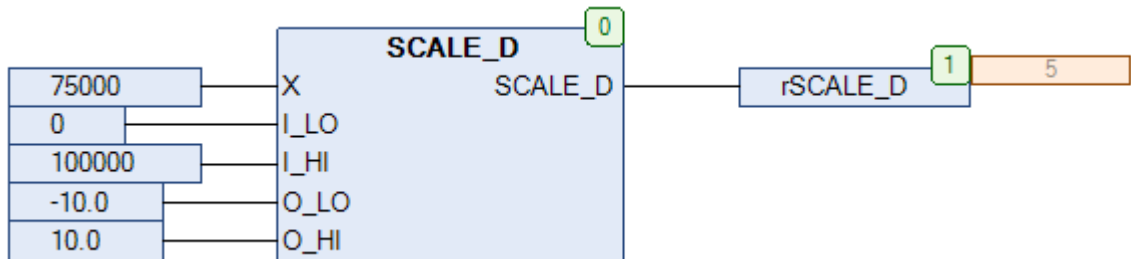 0
SCALE_D
75000 X SCALE_D rSCALE_D 1 5
0 I_LO
100000 I_HI
-10.0 O_LO
10.0 O_HI